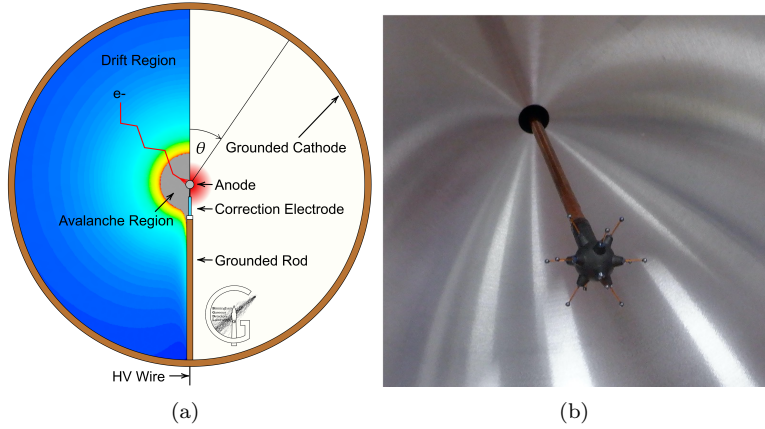 Drift Region
e-
θ
Grounded Cathode
Anode
Correction Electrode
Avalanche Region
Grounded Rod
G
HV Wire
(a)
(b)